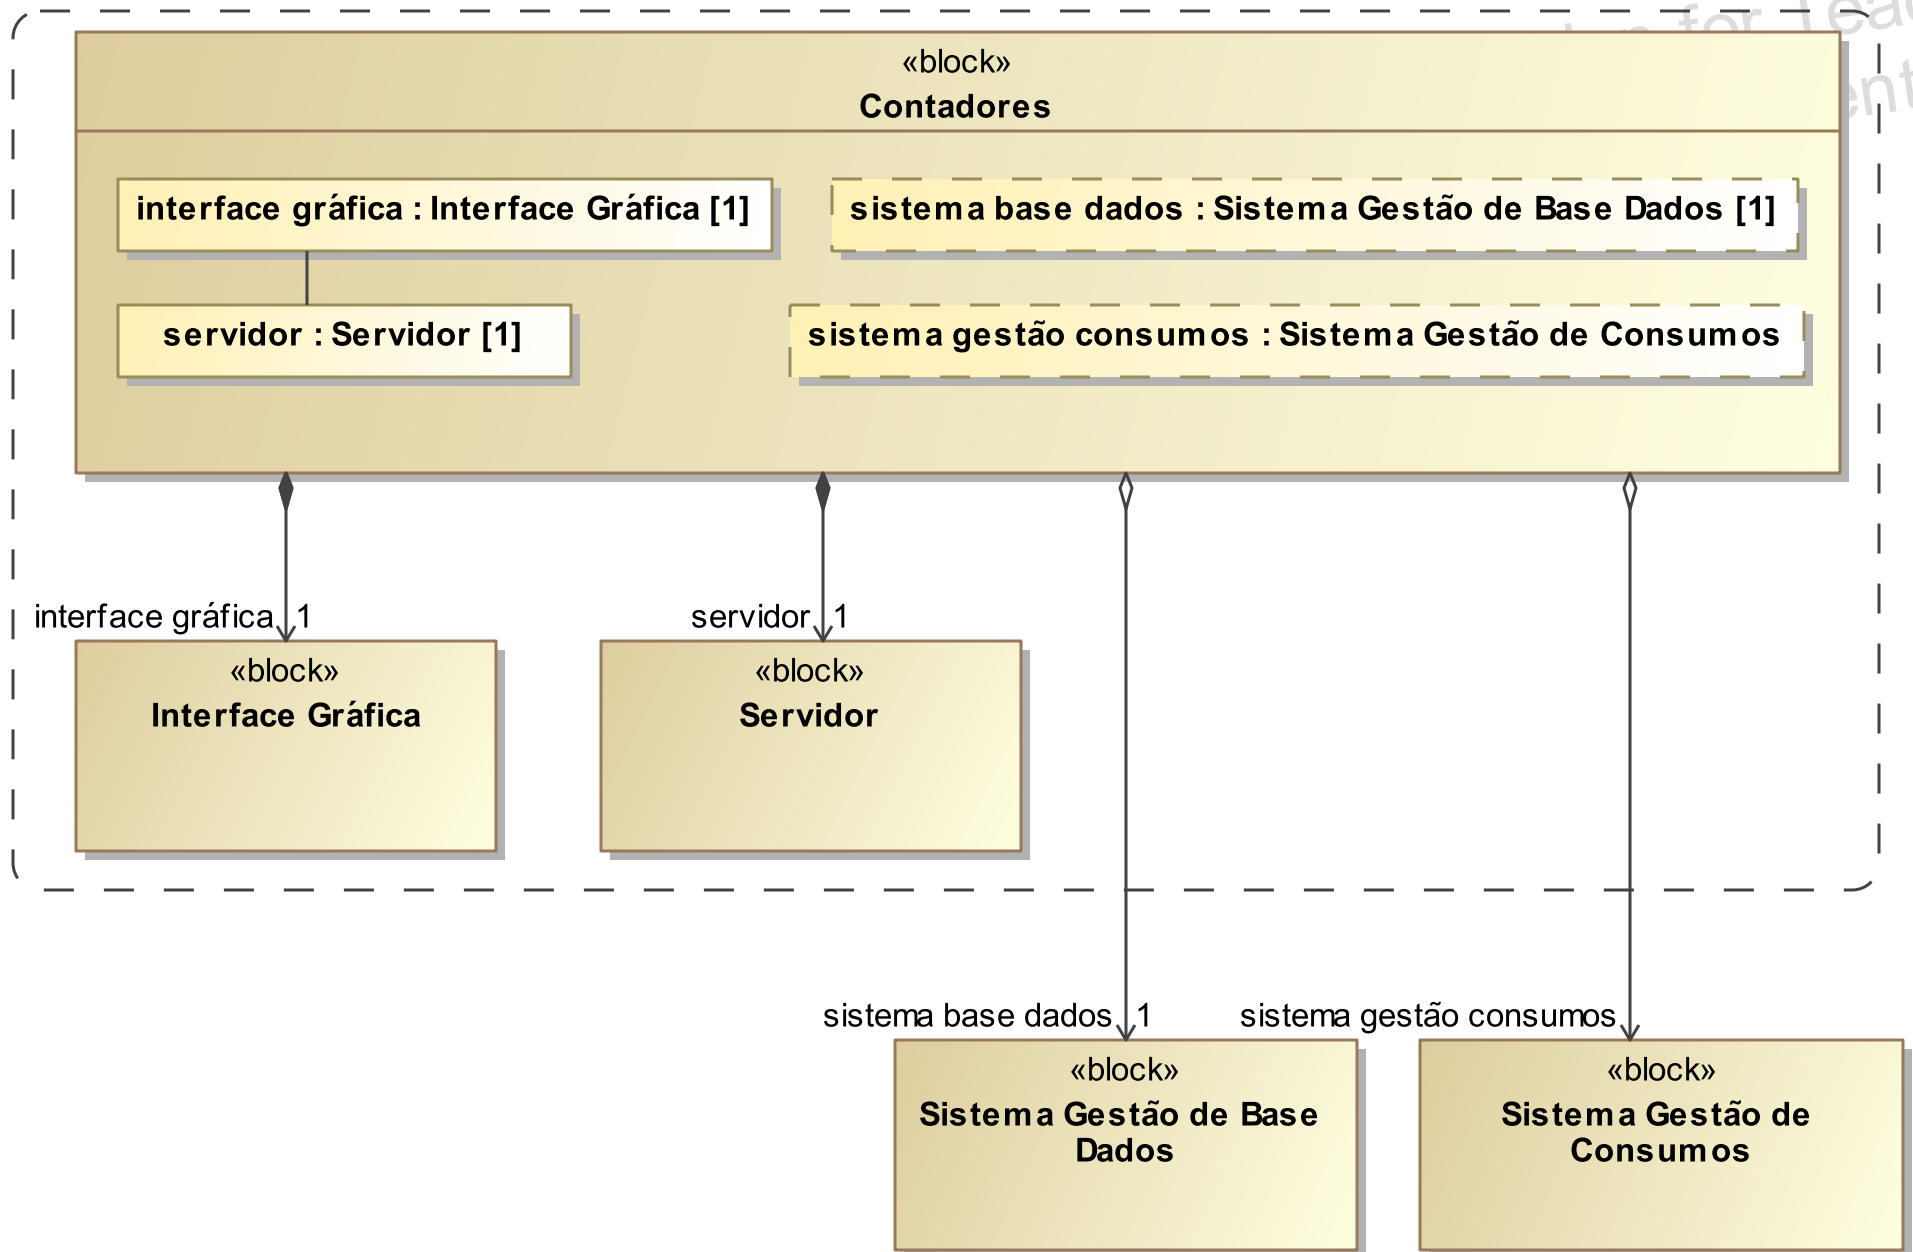 «block»
Contadores
interface gráfica : Interface Gráfica [1]
sistema base dados : Sistema Gestão de Base Dados [1]
servidor : Servidor [1]
sistema gestão consumos : Sistema Gestão de Consumos
interface gráfica 1
servidor 1
«block»
Interface Gráfica
«block»
Servidor
sistema base dados 1
sistema gestão consumos
«block»
Sistema Gestão de Base
Dados
«block»
Sistema Gestão de
Consumos